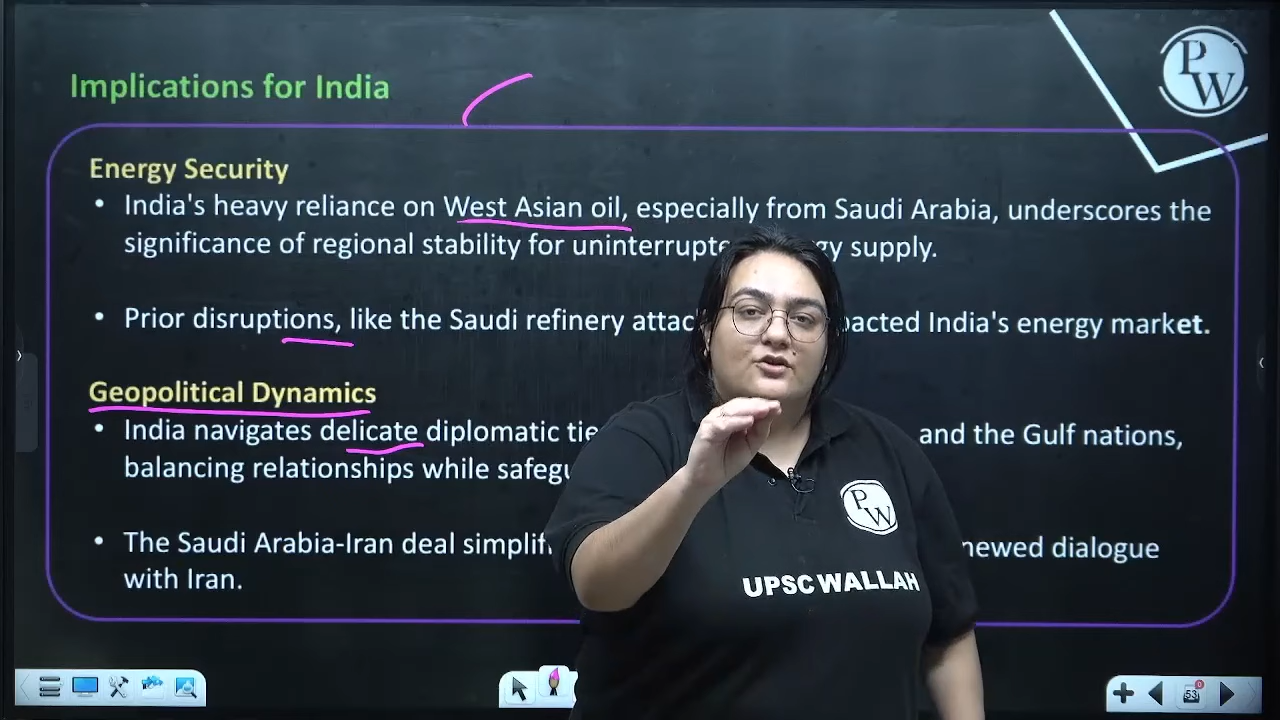 Implications for India
PW
Energy Security
• India's heavy reliance on West Asian oil, especially from Saudi Arabia, underscores the
significance of regional stability for uninterrupte gy supply.
• Prior disruptions, like the Saudi refinery attac pacted India's energy market.
Geopolitical Dynamics
• India navigates delicate diplomatic tie and the Gulf nations,
balancing relationships while safegu
• The Saudi Arabia-Iran deal simplifi newed dialogue
with Iran.
PW
UPSC WALLAH
53